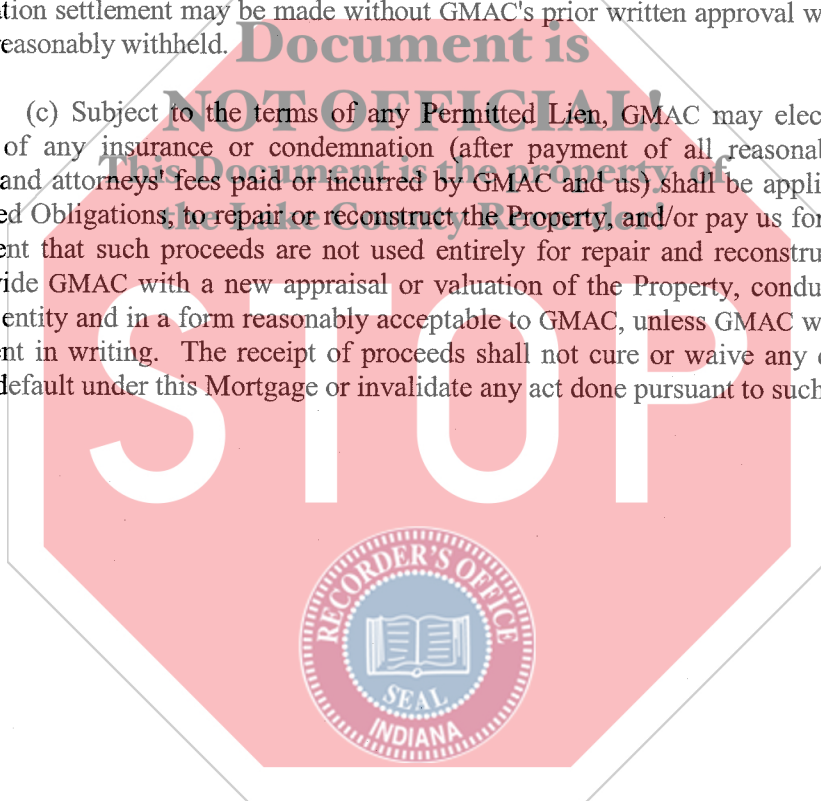 tion settlement may be made without GMAC's prior written approval w
easonably withheld.
Document is
NOT OFFICIAL!
(c) Subject to the terms of any Permitted Lien, GMAC may elec
of any insurance or condemnation (after payment of all reasonab
This Document is the property of
and attorneys' fees paid or incurred by GMAC and us) shall be appli
the Lake County Recorder!
ed Obligations, to repair or reconstruct the Property, and/or pay us for
ent that such proceeds are not used entirely for repair and reconstru
ide GMAC with a new appraisal or valuation of the Property, condu
entity and in a form reasonably acceptable to GMAC, unless GMAC w
ent in writing. The receipt of proceeds shall not cure or waive any
default under this Mortgage or invalidate any act done pursuant to such
STOP
RECORDER'S OFFICE
SEAL
INDIANA